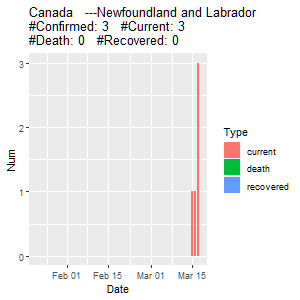 Canada   ---Newfoundland and Labrador
#Confirmed: 3   #Current: 3
#Death: 0   #Recovered: 0
3
2
1
0
Num
Feb 01   Feb 15   Mar 01   Mar 15
Date
Type
current
death
recovered